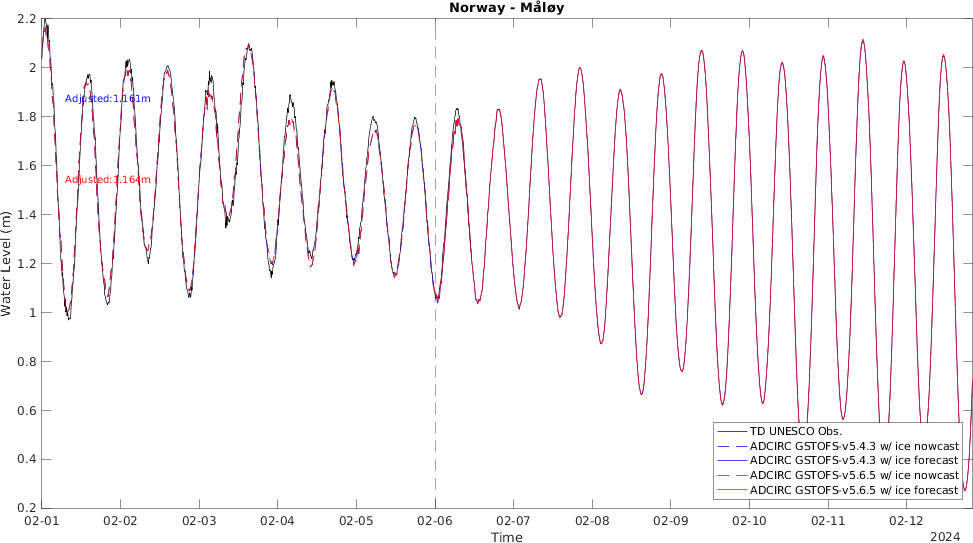 Norway - Måløy
2.2
2
1.8
1.6
1.4
1.2
1
0.8
0.6
0.4
0.2
Water Level (m)
Adjusted:1.161m
Adjusted:1.164m
TD UNESCO Obs.
ADCIRC GSTOFS-v5.4.3 w/ ice nowcast
ADCIRC GSTOFS-v5.4.3 w/ ice forecast
ADCIRC GSTOFS-v5.6.5 w/ ice nowcast
ADCIRC GSTOFS-v5.6.5 w/ ice forecast
02-01 02-02 02-03 02-04 02-05 02-06 02-07 02-08 02-09 02-10 02-11 02-12
Time
2024